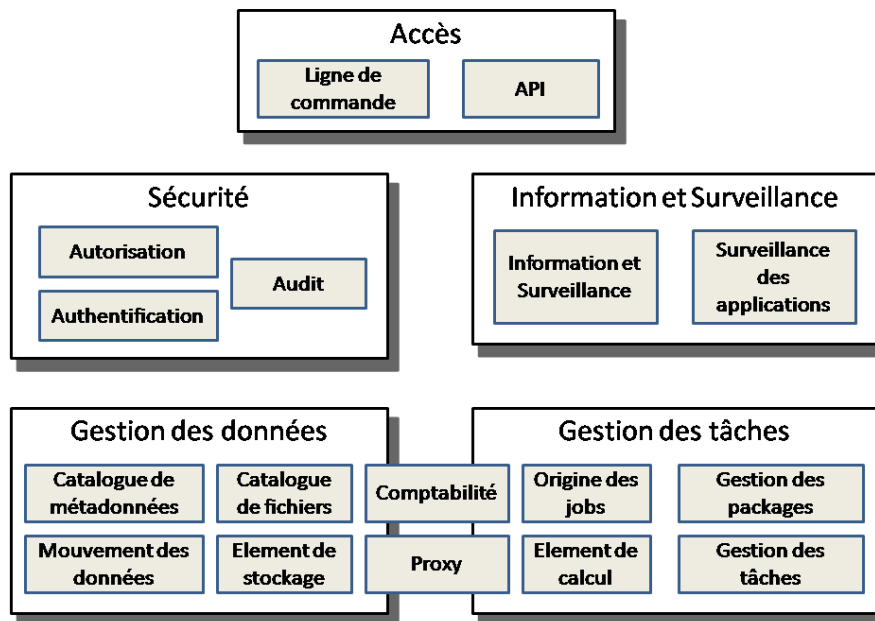 Accès
Ligne de
commande
API
Sécurité
Autorisation
Authentification
Audit
Information et Surveillance
Information et
Surveillance
Surveillance
des
applications
Gestion des données
Catalogue de
métadonnées
Catalogue
de fichiers
Mouvement des
données
Element de
stockage
Comptabilité
Proxy
Gestion des tâches
Origine des
jobs
Gestion des
packages
Element de
calcul
Gestion des
tâches